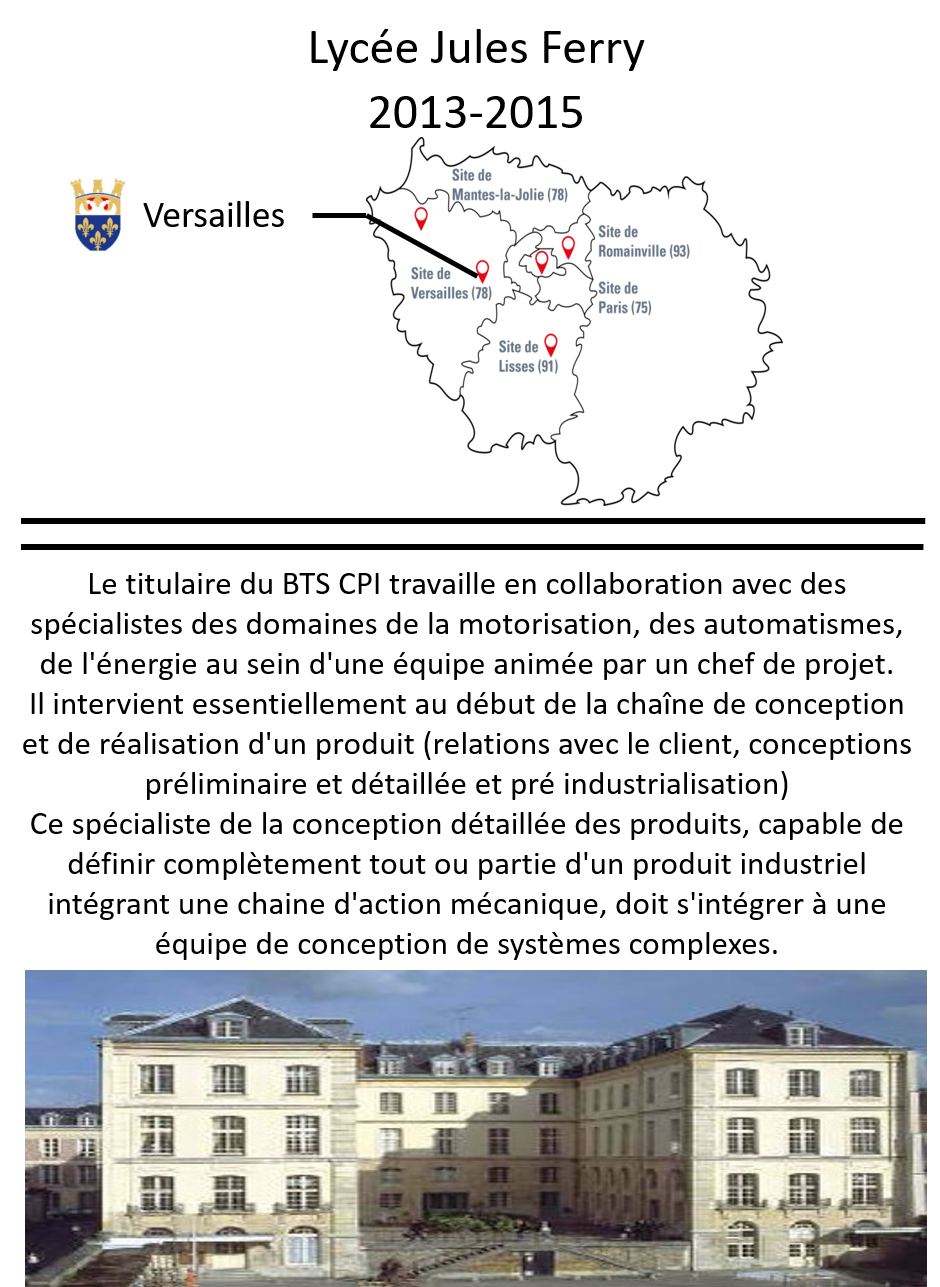 Lycée Jules Ferry
2013-2015
Versailles
Site de
Mantes-la-Jolie (78)
Site de
Romainville (93)
Site de
Versailles (78)
Site de
Paris (75)
Site de
Lisses (91)
Le titulaire du BTS CPI travaille en collaboration avec des
spécialistes des domaines de la motorisation, des automatismes,
de l'énergie au sein d'une équipe animée par un chef de projet.
Il intervient essentiellement au début de la chaîne de conception
et de réalisation d'un produit (relations avec le client, conceptions
préliminaire et détaillée et pré industrialisation)
Ce spécialiste de la conception détaillée des produits, capable de
définir complètement tout ou partie d'un produit industriel
intégrant une chaine d'action mécanique, doit s'intégrer à une
équipe de conception de systèmes complexes.